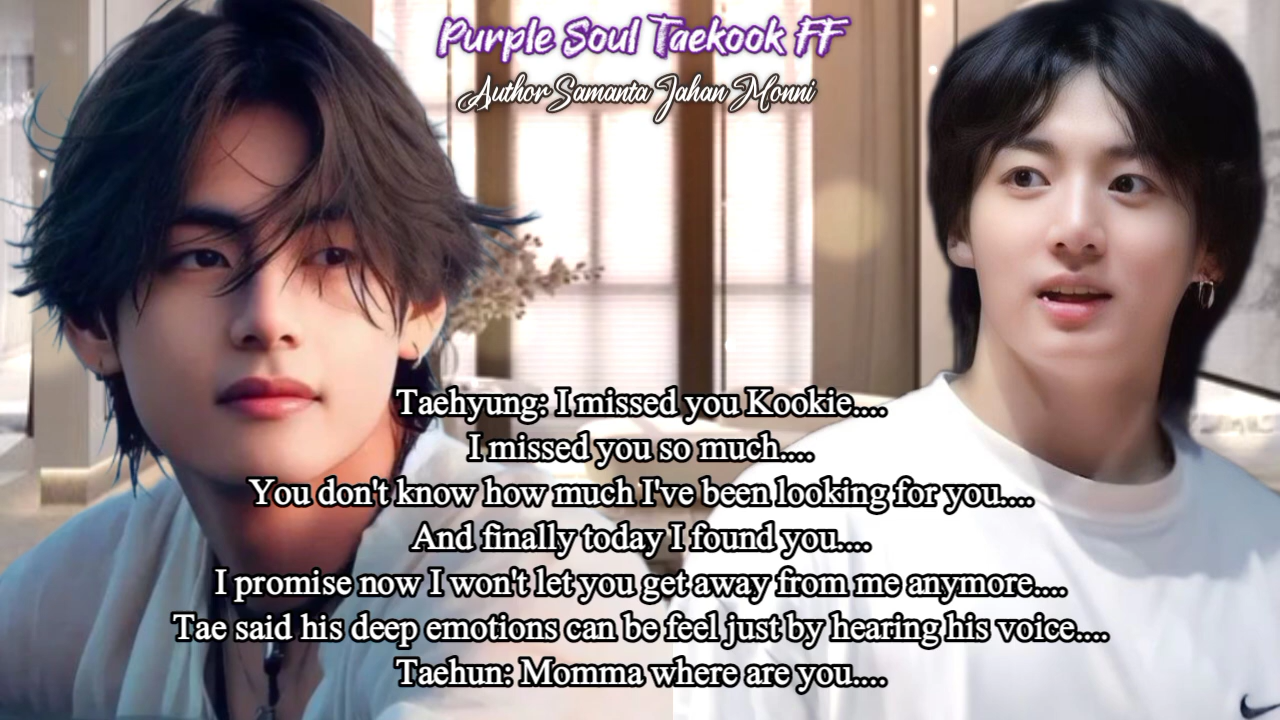 Purple Soul Taekook FF
Author Samanta Jahan Monni
Taehyung: I missed you Kookie....
I missed you so much....
You don't know how much I've been looking for you....
And finally today I found you....
I promise now I won't let you get away from me anymore....
Tae said his deep emotions can be feel just by hearing his voice....
Taehun: Momma where are you....